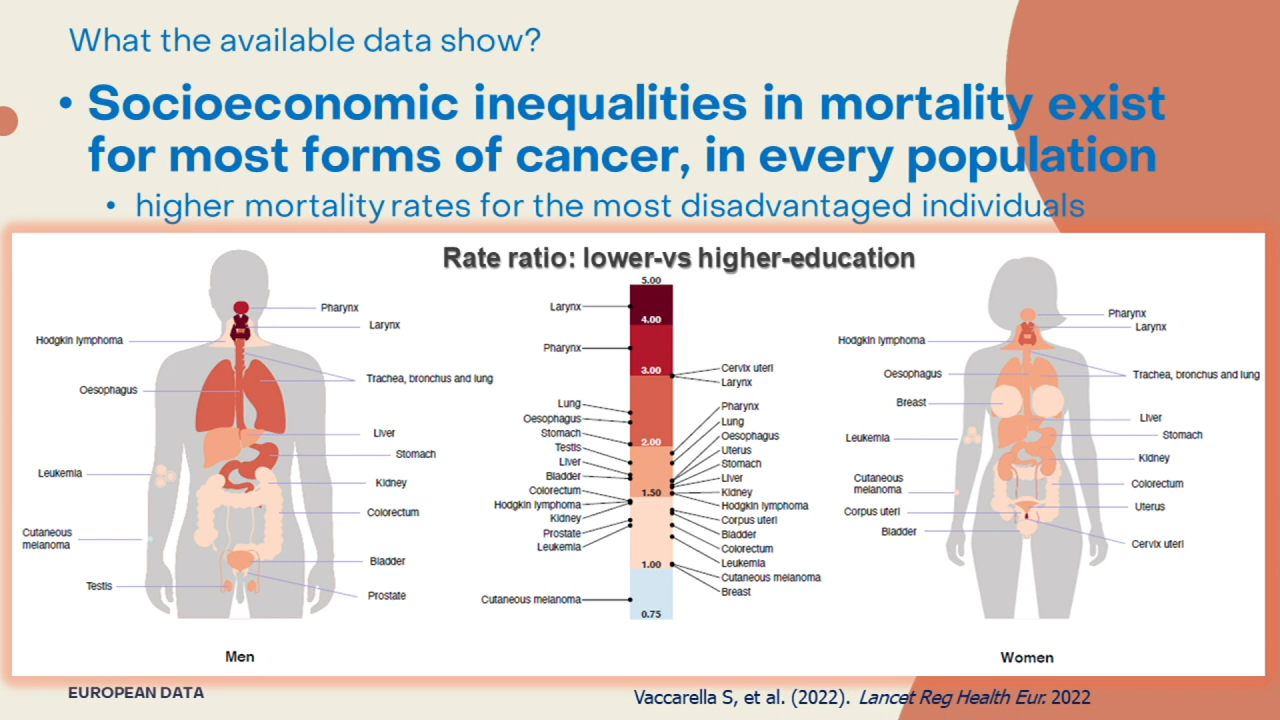 What the available data show?
• Socioeconomic inequalities in mortality exist
for most forms of cancer, in every population
• higher mortality rates for the most disadvantaged individuals
Rate ratio: lower-vs higher-education
Pharynx
Larynx
Hodgkin lymphoma
Trachea, bronchus and lung
Oesophagus
Liver
Stomach
Leukemia
Kidney
Colorectum
Cutaneous
melanoma
Bladder
Testis
Prostate
Men
5.00
4.00
3.00
2.00
1.50
1.00
0.75
Larynx
Pharynx
Lung
Oesophagus
Stomach
Testis
Liver
Bladder
Colorectum
Hodgkin lymphoma
Kidney
Prostate
Leukemia
Cutaneous melanoma
Cervix uteri
Larynx
Pharynx
Lung
Oesophagus
Uterus
Stomach
Liver
Kidney
Hodgkin lymphoma
Corpus uteri
Bladder
Colorectum
Leukemia
Cutaneous melanoma
Breast
Pharynx
Larynx
Hodgkin lymphoma
Oesophagus
Trachea, bronchus and lung
Breast
Liver
Leukemia
Stomach
Kidney
Cutaneous
melanoma
Colorectum
Corpus uteri
Uterus
Bladder
Cervix uteri
Women
EUROPEAN DATA
Vaccarella S, et al. (2022). Lancet Reg Health Eur. 2022